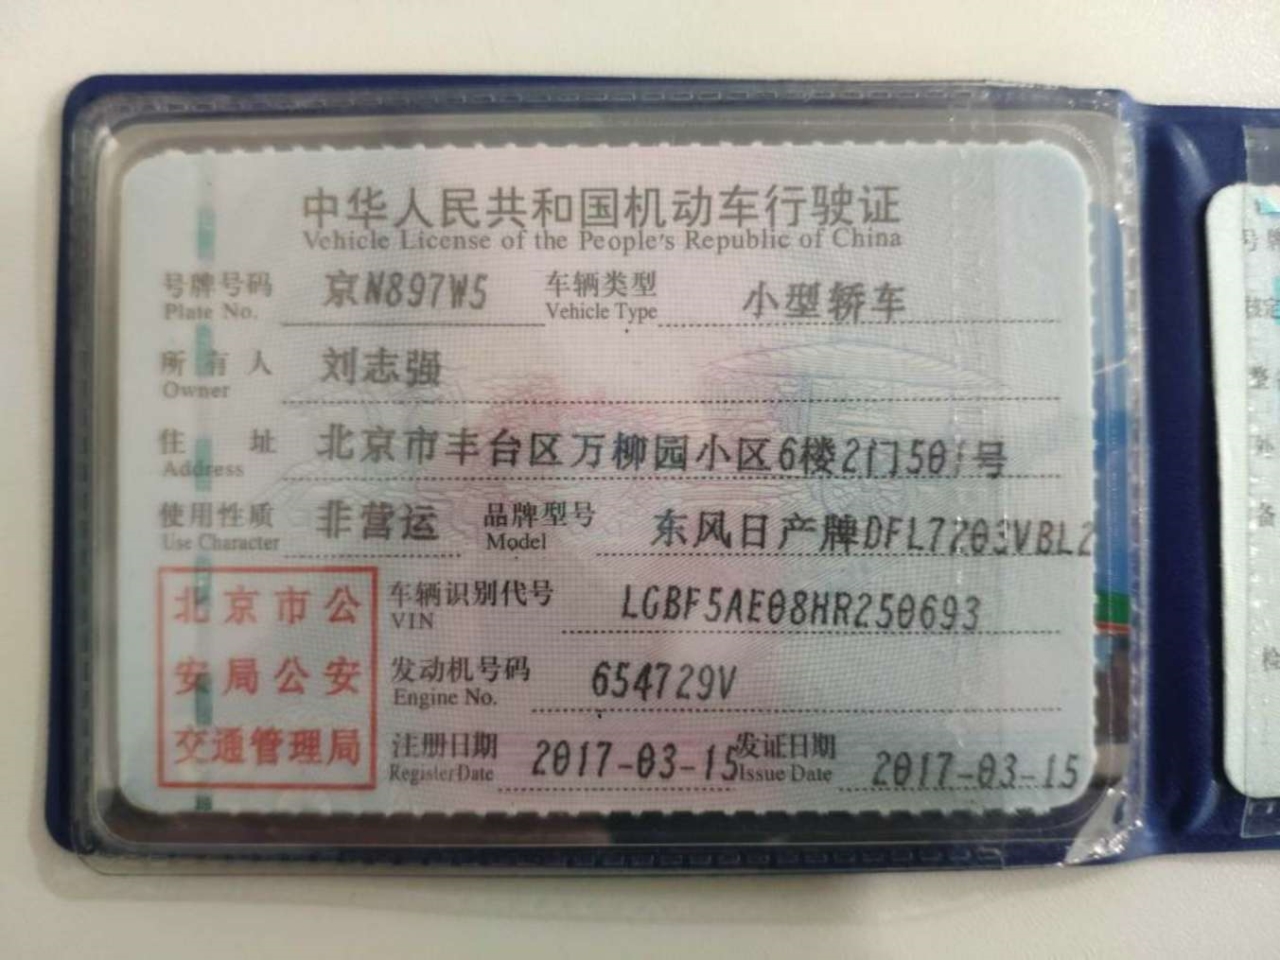 中华人民共和国机动车行驶证
Vehicle License of the People's Republic of China
号牌号码 京N897W5 车辆类型 小型轿车
Plate No. Vehicle Type
所有人 刘志强
Owner
住址 北京市丰台区万柳园小区6楼2门501号
Address
使用性质 非营运 品牌型号 东风日产牌DFL7203VBL2
Use Character Model
北京市公
安局公安
交通管理局
车辆识别代号 LGBF5AE08HR250693
VIN
发动机号码 654729V
Engine No.
注册日期 2017-03-15 发证日期 2017-03-15
Register Date Issue Date